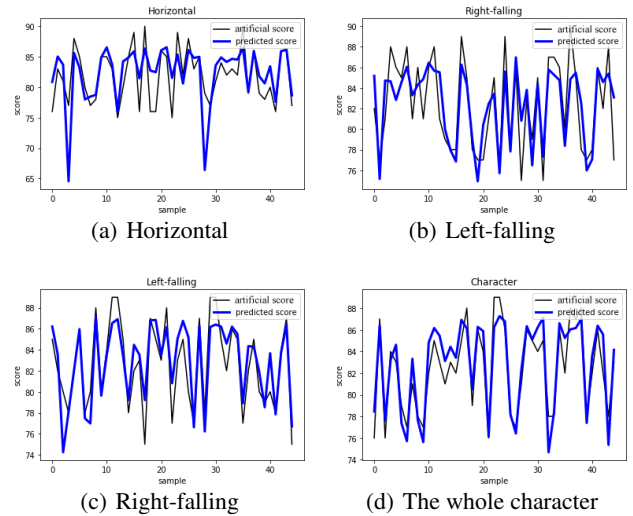 Horizontal
artificial score
predicted score
score
90
85
80
75
70
65
0
10
20
30
40
sample
(a) Horizontal
Right-falling
artificial score
predicted score
score
88
86
84
82
80
78
76
0
10
20
30
40
sample
(b) Left-falling
Left-falling
artificial score
predicted score
score
88
86
84
82
80
78
76
74
0
10
20
30
40
sample
(c) Right-falling
Character
artificial score
predicted score
score
88
86
84
82
80
78
76
74
0
10
20
30
40
sample
(d) The whole character